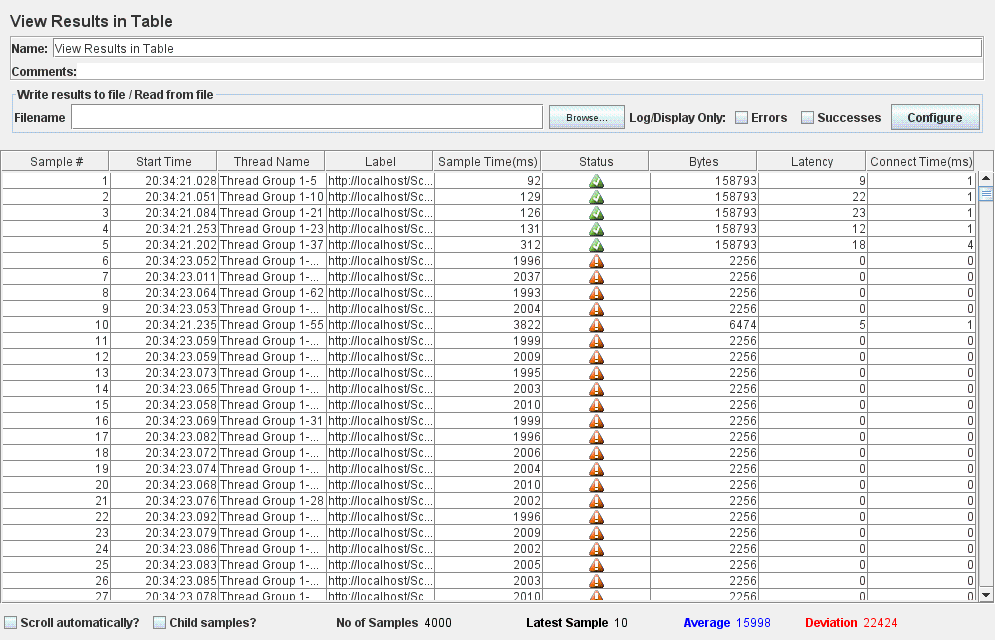 View Results in Table
Name: View Results in Table
Comments:
Write results to file / Read from file
Filename Browse... Log/Display Only: Errors Successes Configure
Sample # Start Time Thread Name Label Sample Time(ms) Status Bytes Latency Connect Time(ms)
1 20:34:21.028 Thread Group 1-5 http://localhost/Sc... 92 158793 9 1
2 20:34:21.051 Thread Group 1-10 http://localhost/Sc... 129 158793 22 1
3 20:34:21.084 Thread Group 1-21 http://localhost/Sc... 126 158793 23 1
4 20:34:21.253 Thread Group 1-23 http://localhost/Sc... 131 158793 12 1
5 20:34:21.202 Thread Group 1-37 http://localhost/Sc... 312 158793 18 4
6 20:34:23.052 Thread Group 1-... http://localhost/Sc... 1996 2256 0 0
7 20:34:23.011 Thread Group 1-... http://localhost/Sc... 2037 2256 0 0
8 20:34:23.064 Thread Group 1-62 http://localhost/Sc... 1993 2256 0 0
9 20:34:23.053 Thread Group 1-... http://localhost/Sc... 2004 2256 0 0
10 20:34:21.235 Thread Group 1-55 http://localhost/Sc... 3822 6474 5 1
11 20:34:23.059 Thread Group 1-... http://localhost/Sc... 1999 2256 0 0
12 20:34:23.059 Thread Group 1-... http://localhost/Sc... 2009 2256 0 0
13 20:34:23.073 Thread Group 1-... http://localhost/Sc... 1995 2256 0 0
14 20:34:23.065 Thread Group 1-... http://localhost/Sc... 2003 2256 0 0
15 20:34:23.058 Thread Group 1-... http://localhost/Sc... 2010 2256 0 0
16 20:34:23.069 Thread Group 1-31 http://localhost/Sc... 1999 2256 0 0
17 20:34:23.082 Thread Group 1-... http://localhost/Sc... 1996 2256 0 0
18 20:34:23.072 Thread Group 1-... http://localhost/Sc... 2006 2256 0 0
19 20:34:23.074 Thread Group 1-... http://localhost/Sc... 2004 2256 0 0
20 20:34:23.068 Thread Group 1-... http://localhost/Sc... 2010 2256 0 0
21 20:34:23.076 Thread Group 1-28 http://localhost/Sc... 2002 2256 0 0
22 20:34:23.092 Thread Group 1-... http://localhost/Sc... 1996 2256 0 0
23 20:34:23.079 Thread Group 1-... http://localhost/Sc... 2009 2256 0 0
24 20:34:23.086 Thread Group 1-... http://localhost/Sc... 2002 2256 0 0
25 20:34:23.083 Thread Group 1-... http://localhost/Sc... 2005 2256 0 0
26 20:34:23.085 Thread Group 1-... http://localhost/Sc... 2003 2256 0 0
27 20:34:23.078 Thread Group 1-... http://localhost/Sc... 2010 2256 0 0
Scroll automatically? Child samples? No of Samples 4000 Latest Sample 10 Average 15998 Deviation 22424